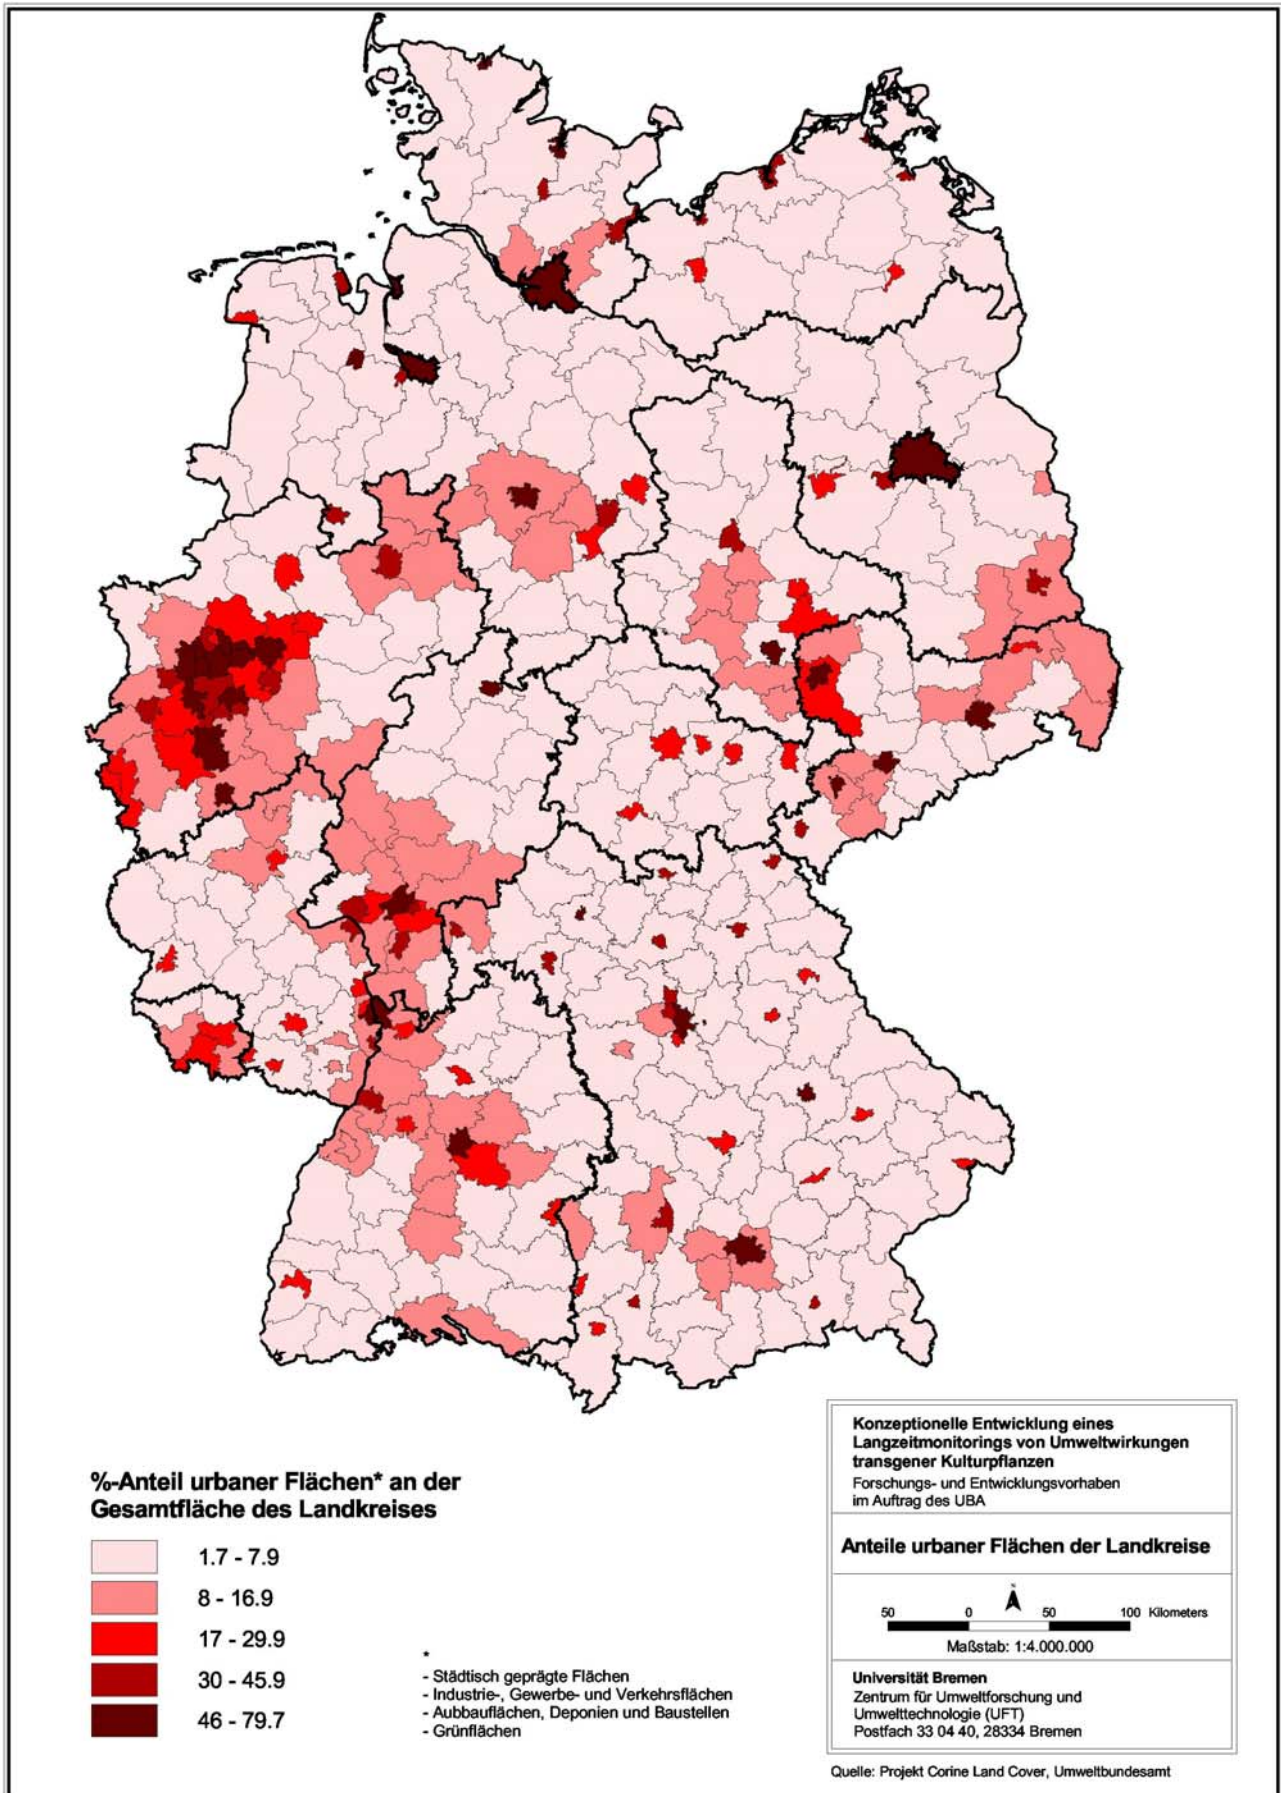 %-Anteil urbaner Flächen* an der
Gesamtfläche des Landkreises
1.7 - 7.9
8 - 16.9
17 - 29.9
30 - 45.9
46 - 79.7
*
- Städtisch geprägte Flächen
- Industrie-, Gewerbe- und Verkehrsflächen
- Aubbauflächen, Deponien und Baustellen
- Grünflächen
Konzeptionelle Entwicklung eines
Langzeitmonitorings von Umweltwirkungen
transgener Kulturpflanzen
Forschungs- und Entwicklungsvorhaben
im Auftrag des UBA
Anteile urbaner Flächen der Landkreise
N
50 0 50 100 Kilometers
Maßstab: 1:4.000.000
Universität Bremen
Zentrum für Umweltforschung und
Umwelttechnologie (UFT)
Postfach 33 04 40, 28334 Bremen
Quelle: Projekt Corine Land Cover, Umweltbundesamt